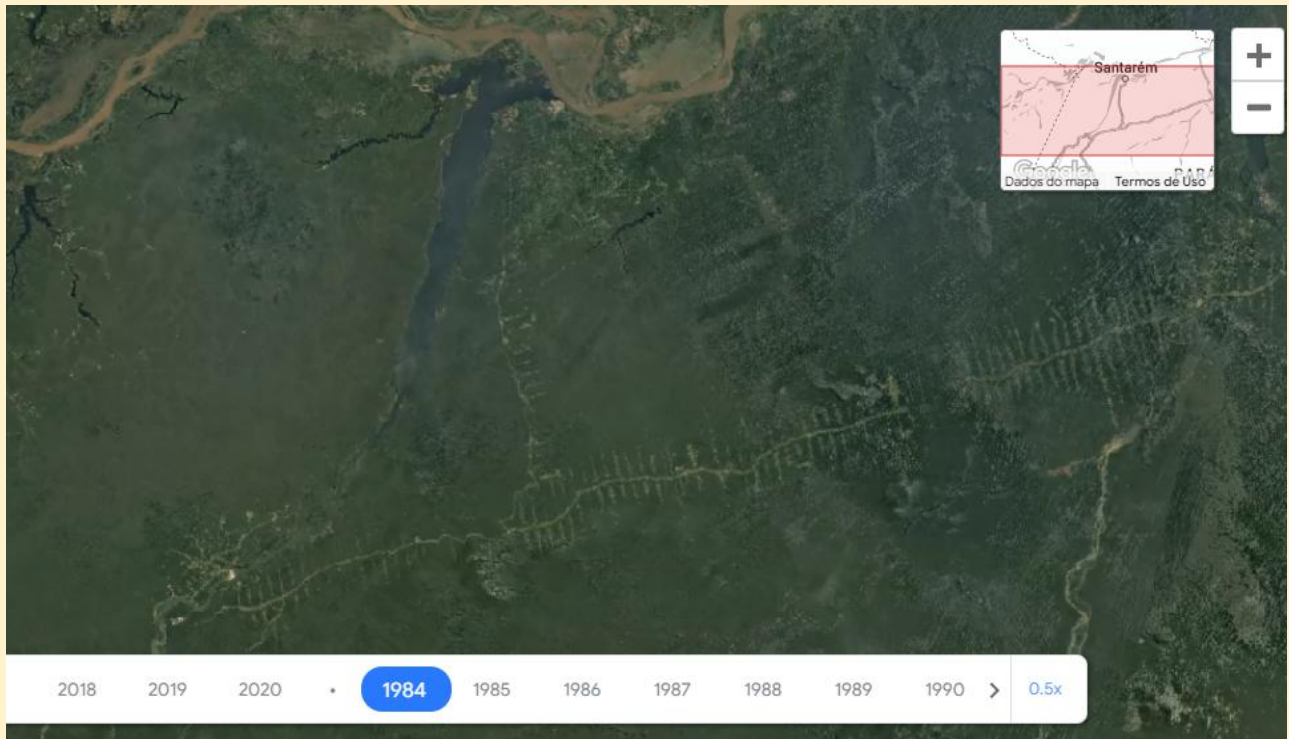 +
Santarém
−
Google
PARÁ
Dados do mapa Termos de Uso
2018 2019 2020 • 1984 1985 1986 1987 1988 1989 1990 > 0.5x